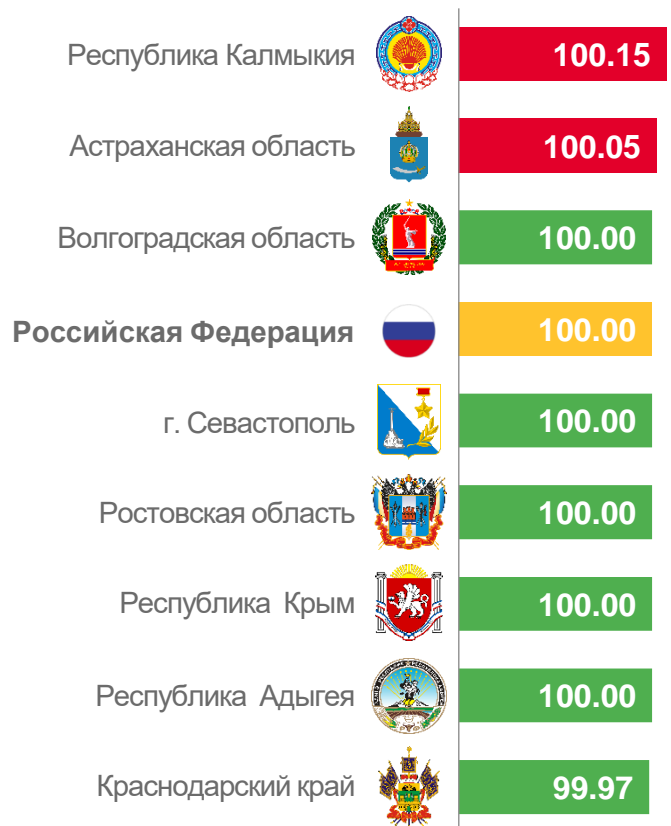 Республика Калмыкия 100.15
Астраханская область 100.05
Волгоградская область 100.00
Российская Федерация 100.00
г. Севастополь 100.00
Ростовская область 100.00
Республика Крым 100.00
Республика Адыгея 100.00
Краснодарский край 99.97